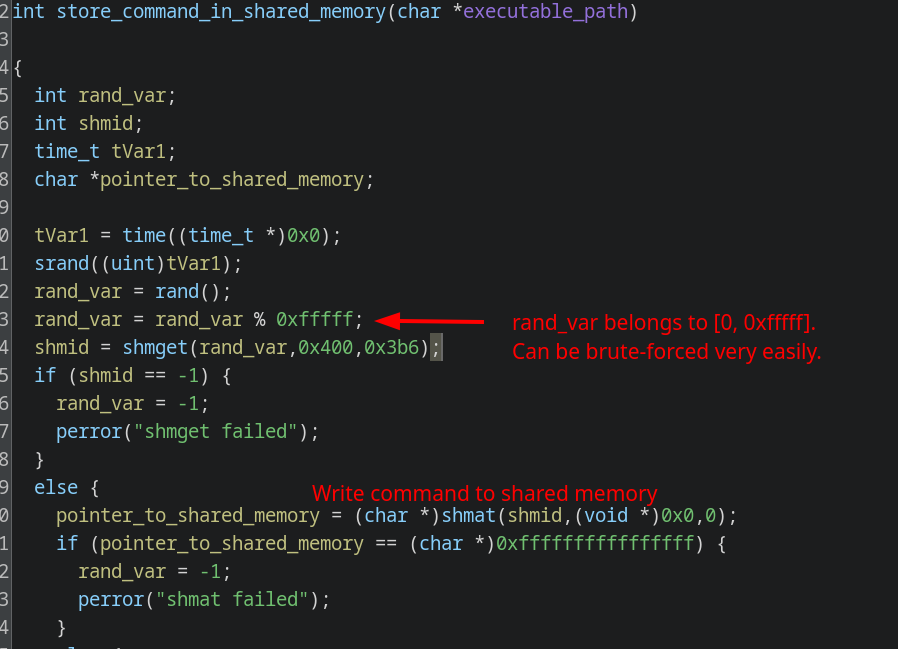 2int store_command_in_shared_memory(char *executable_path)
3
4{
5  int rand_var;
6  int shmid;
7  time_t tVar1;
8  char *pointer_to_shared_memory;
9
0  tVar1 = time((time_t *)0x0);
1  srand((uint)tVar1);
2  rand_var = rand();
3  rand_var = rand_var % 0xfffff; rand_var belongs to [0, 0xfffff].
4  shmid = shmget(rand_var,0x400,0x3b6); Can be brute-forced very easily.
5  if (shmid == -1) {
6    rand_var = -1;
7    perror("shmget failed");
8  }
9  else {
Write command to shared memory
0    pointer_to_shared_memory = (char *)shmat(shmid,(void *)0x0,0);
1    if (pointer_to_shared_memory == (char *)0xffffffffffffffff) {
2      rand_var = -1;
3      perror("shmat failed");
4    }